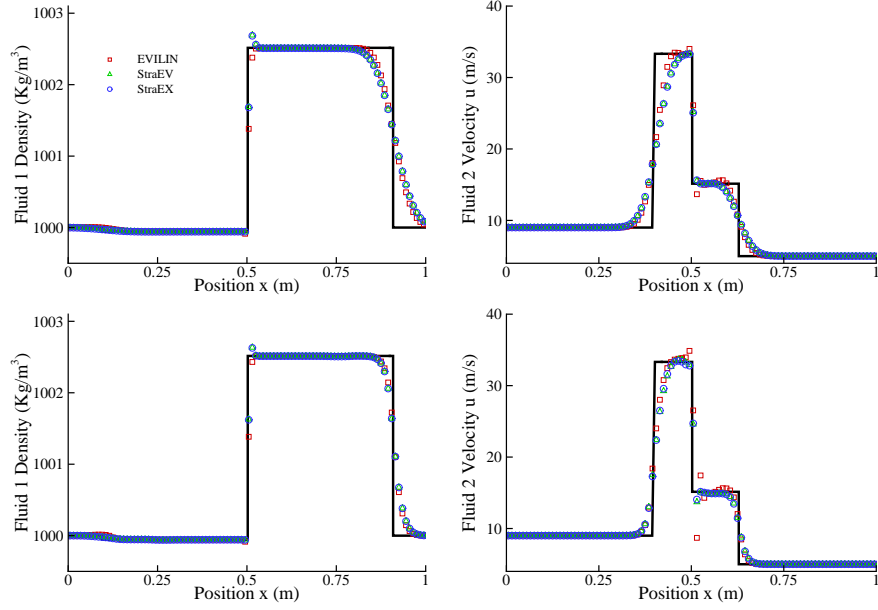 1003
1002
1001
1000
Fluid 1 Density (Kg/m³)
EVILIN
StraEV
StraEX
0 0.25 0.5 0.75 1
Position x (m)
40
30
20
10
Fluid 2 Velocity u (m/s)
0 0.25 0.5 0.75 1
Position x (m)
1003
1002
1001
1000
Fluid 1 Density (Kg/m³)
0 0.25 0.5 0.75 1
Position x (m)
40
30
20
10
Fluid 2 Velocity u (m/s)
0 0.25 0.5 0.75 1
Position x (m)